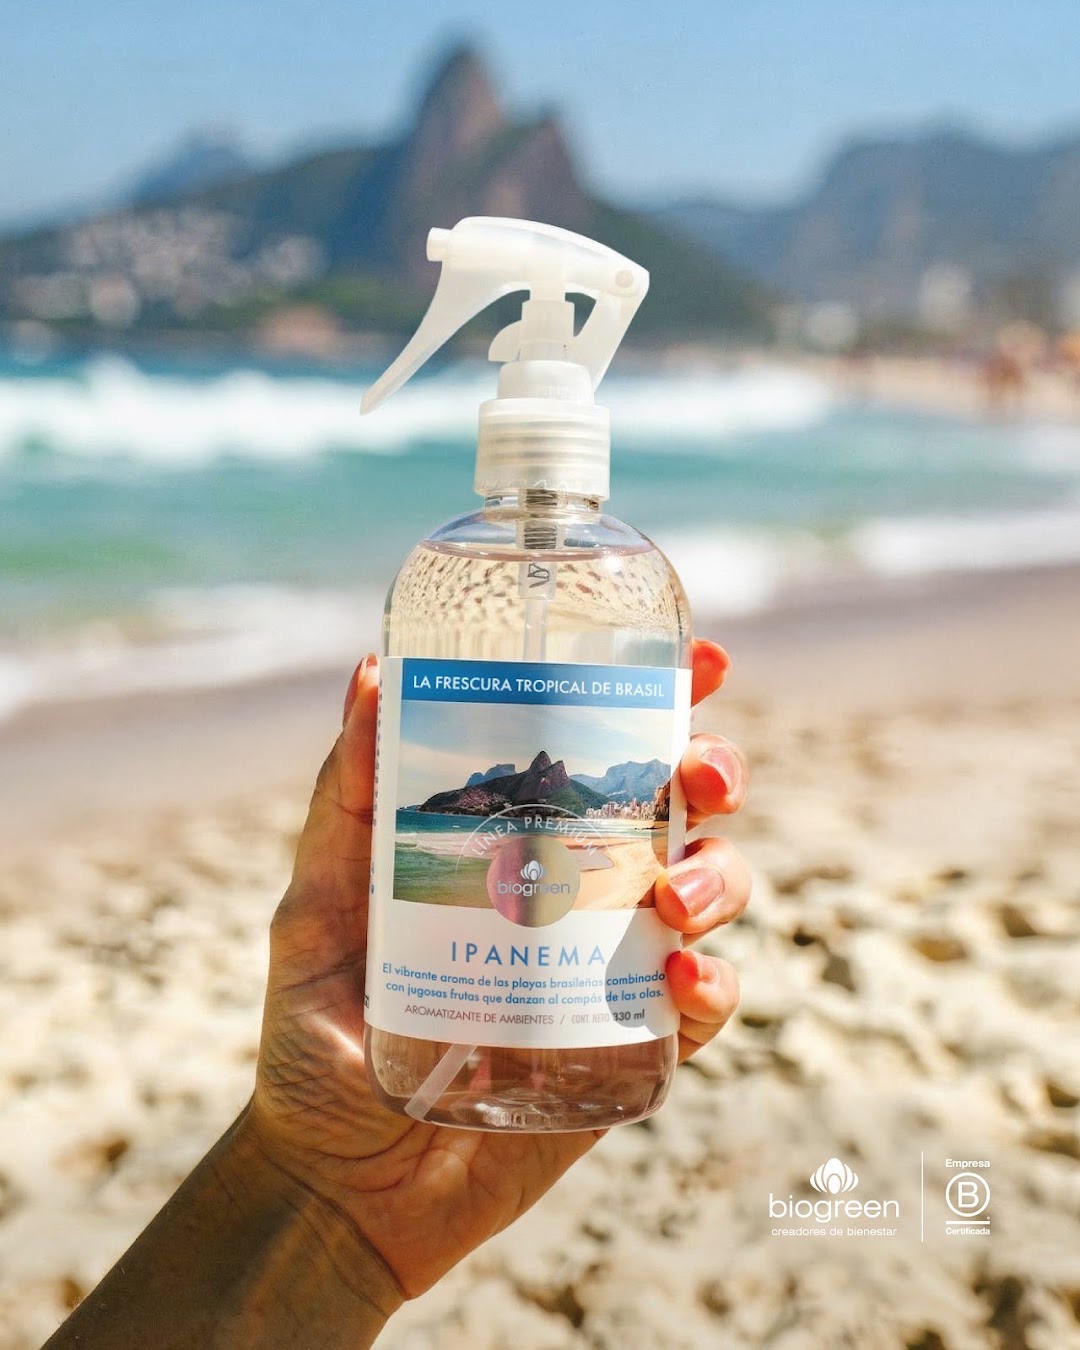 LA FRESCURA TROPICAL DE BRASIL
LÍNEA PREMIUM
biogreen
IPANEMA
El vibrante aroma de las playas brasileñas combinado
con jugosas frutas que danzan al compás de las olas.
AROMATIZANTE DE AMBIENTES / CONT. NETO 330 ml
biogreen
creadores de bienestar
Empresa
B
Certificada